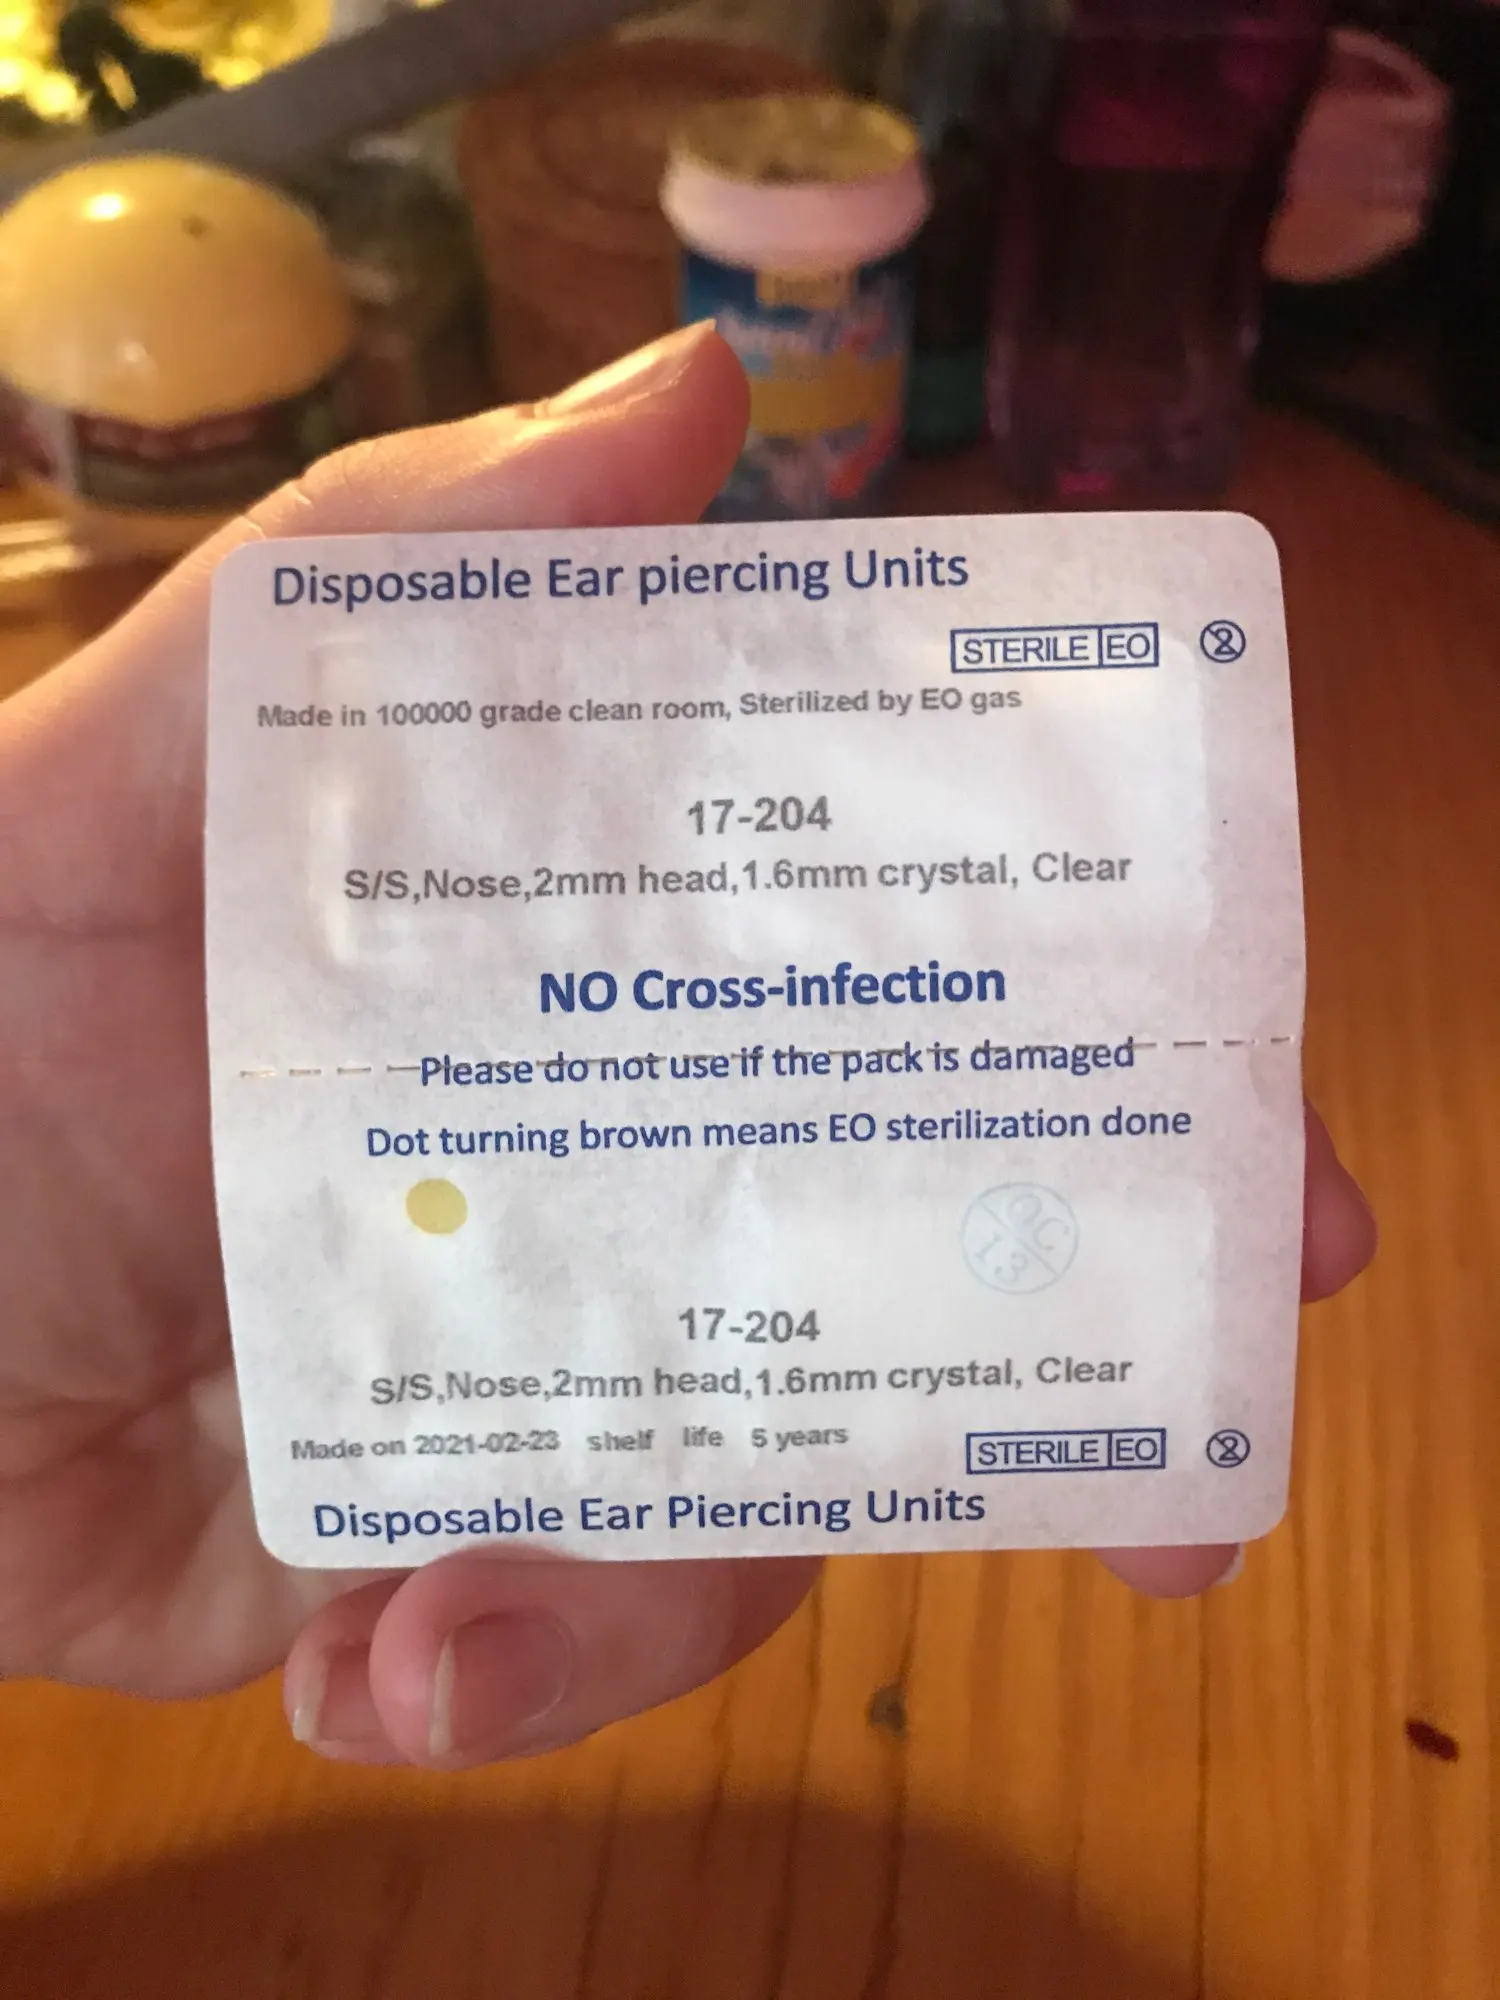 Disposable Ear piercing Units
STERILE EO
2
Made in 100000 grade clean room, Sterilized by EO gas
17-204
S/S,Nose,2mm head,1.6mm crystal, Clear
NO Cross-infection
Please do not use if the pack is damaged
Dot turning brown means EO sterilization done
QC
13
17-204
S/S,Nose,2mm head,1.6mm crystal, Clear
Made on 2021-02-23 shelf life 5 years
STERILE EO
2
Disposable Ear Piercing Units